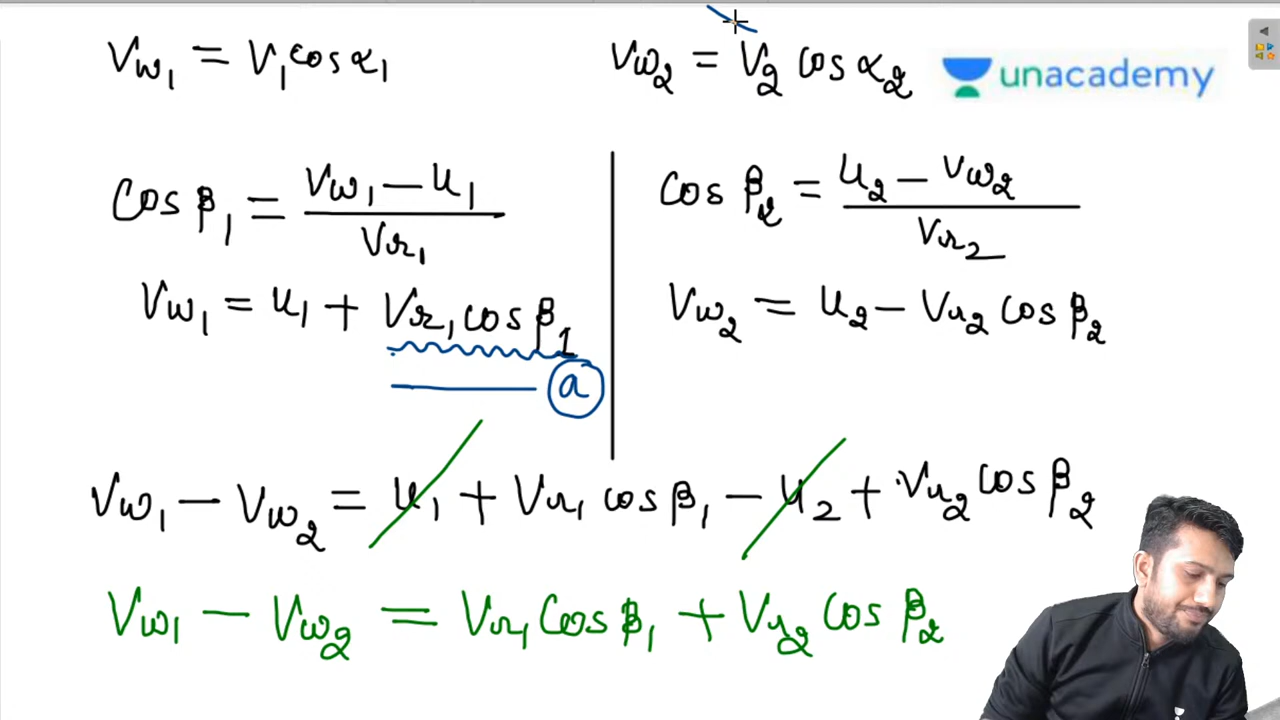 Vw₁ = V₁ cos α₁
Vw₂ = V₂ cos α₂
unacademy
Cos β₁ = (Vw₁ − u₁) / Vr₁
Vw₁ = u₁ + Vr₁ cos β₁
a
Cos β₂ = (u₂ − Vw₂) / Vr₂
Vw₂ = u₂ − Vr₂ cos β₂
Vw₁ − Vw₂ = u₁ + Vr₁ cos β₁ − u₂ + Vr₂ cos β₂
Vw₁ − Vw₂ = Vr₁ Cos β₁ + Vr₂ cos β₂